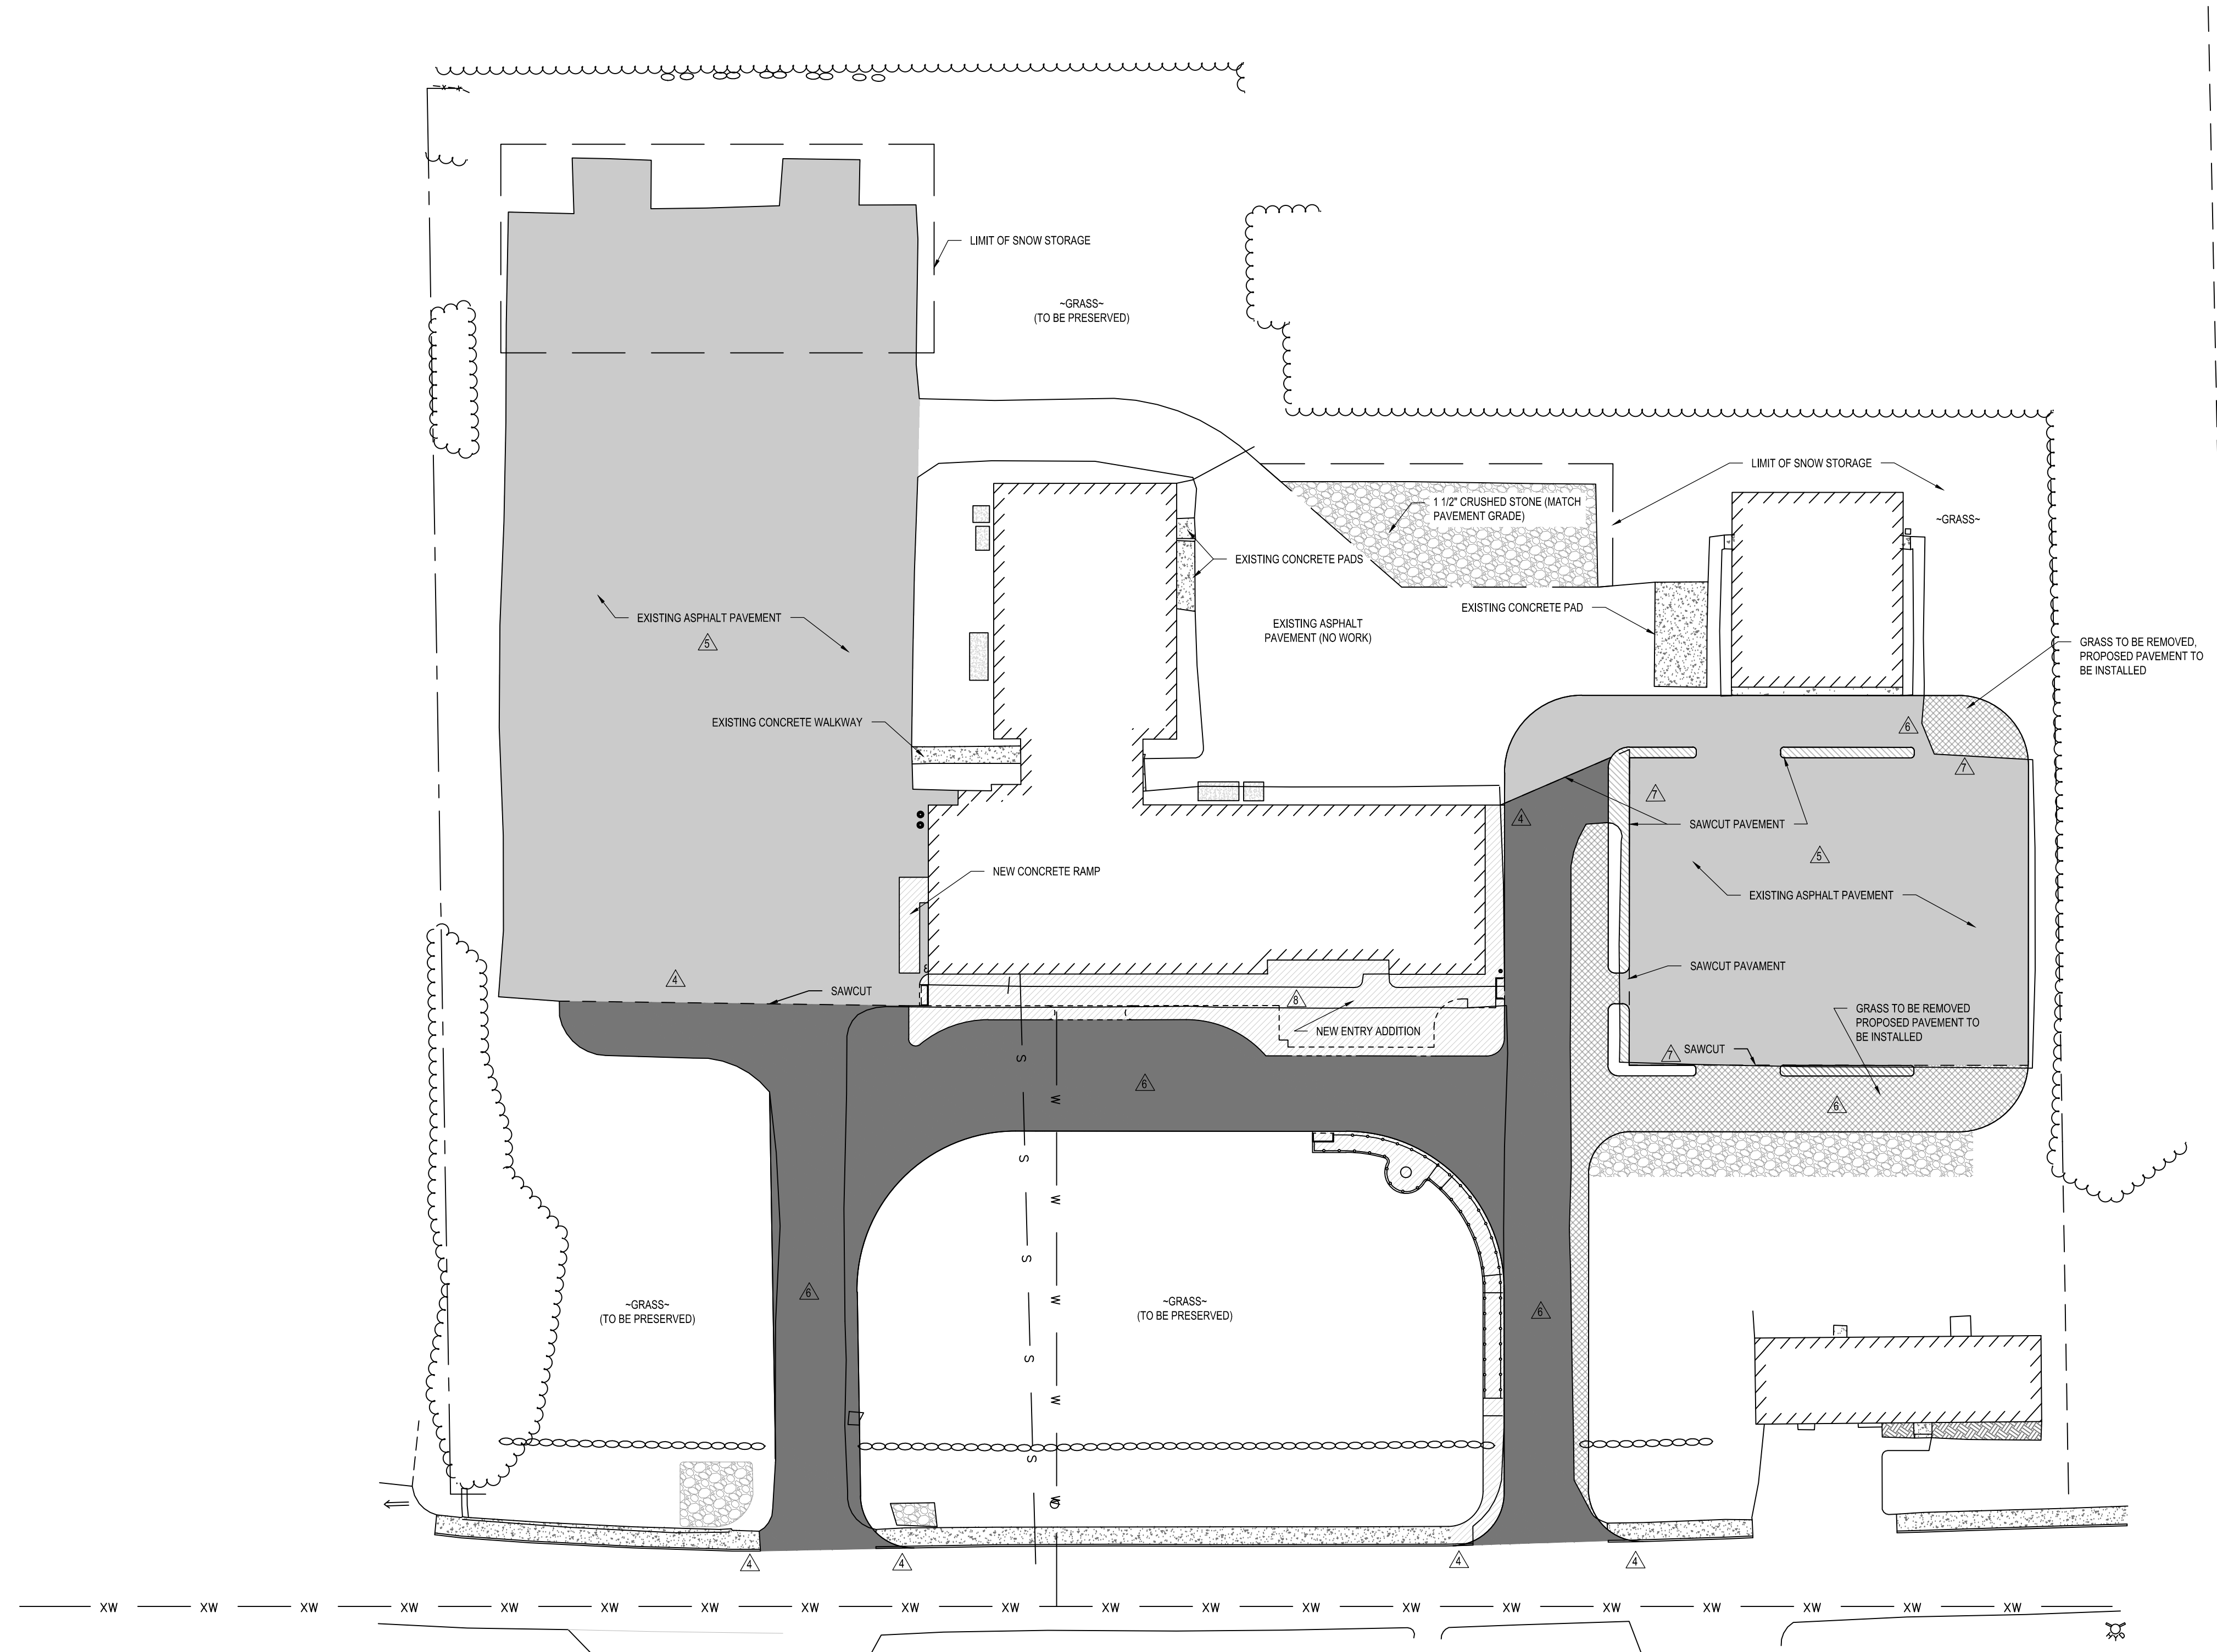 LIMIT OF SNOW STORAGE
~GRASS~
(TO BE PRESERVED)
LIMIT OF SNOW STORAGE
1 1/2" CRUSHED STONE (MATCH
PAVEMENT GRADE)
~GRASS~
EXISTING CONCRETE PADS
EXISTING CONCRETE PAD
EXISTING ASPHALT PAVEMENT
5
EXISTING ASPHALT
PAVEMENT (NO WORK)
GRASS TO BE REMOVED,
PROPOSED PAVEMENT TO
BE INSTALLED
EXISTING CONCRETE WALKWAY
6
7
7
4
SAWCUT PAVEMENT
5
NEW CONCRETE RAMP
EXISTING ASPHALT PAVEMENT
4
SAWCUT
SAWCUT PAVAMENT
8
NEW ENTRY ADDITION
GRASS TO BE REMOVED
PROPOSED PAVEMENT TO
BE INSTALLED
7
SAWCUT
S
6
W
6
S
W
S
6
W
6
~GRASS~
(TO BE PRESERVED)
~GRASS~
(TO BE PRESERVED)
S
W
S
W
4
4
4
4
XW XW XW XW XW XW XW XW XW XW XW XW XW XW XW XW XW XW XW XW